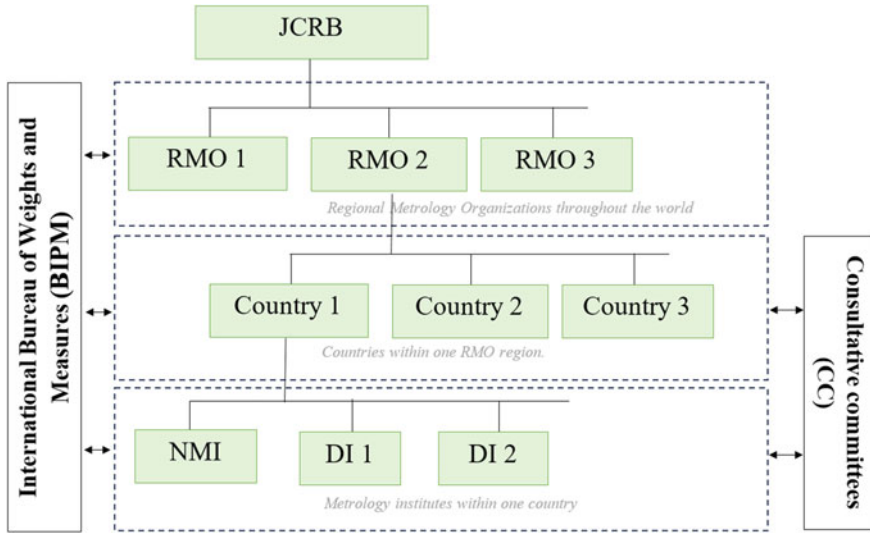 JCRB
International Bureau of Weights and
Measures (BIPM)
RMO 1
RMO 2
RMO 3
Regional Metrology Organizations throughout the world
Country 1
Country 2
Country 3
Countries within one RMO region.
Consultative committees
(CC)
NMI
DI 1
DI 2
Metrology institutes within one country